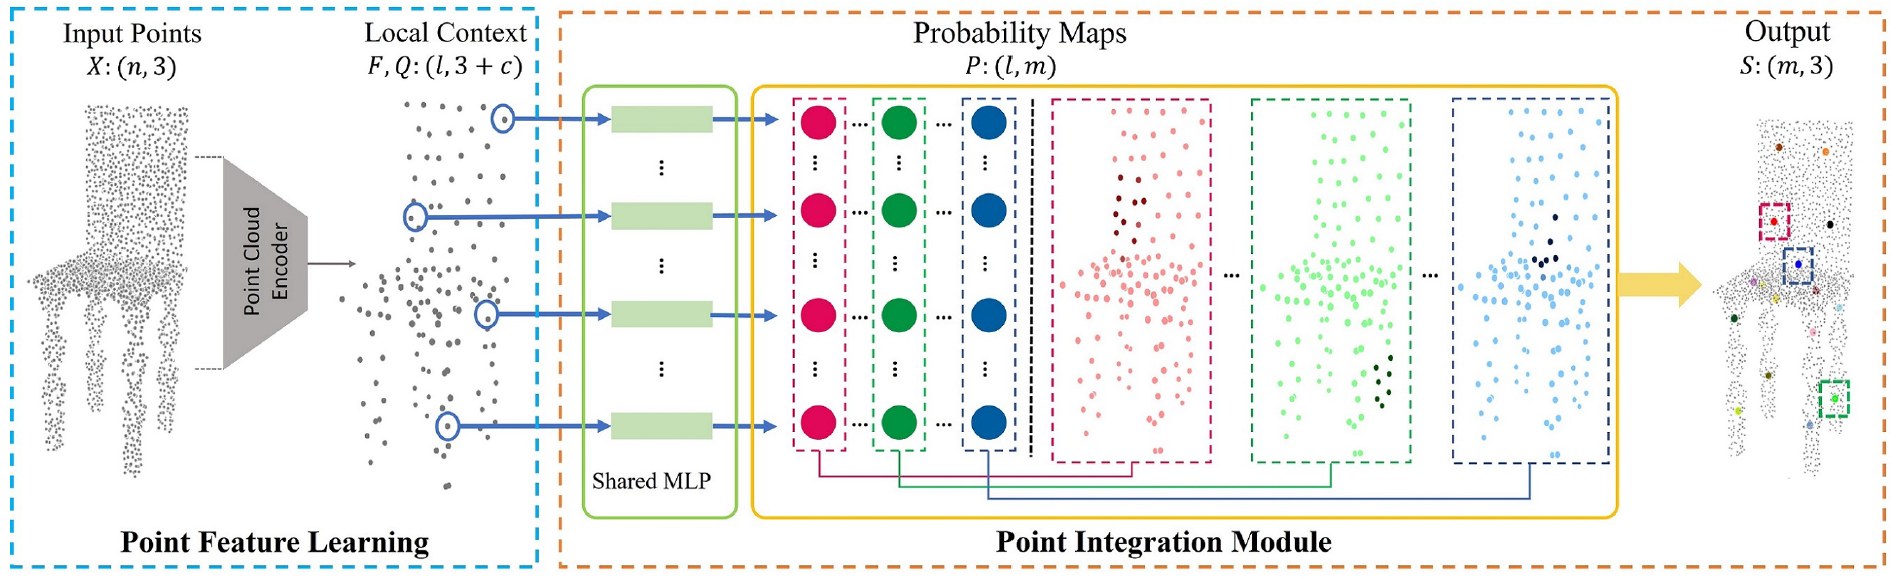 Input Points
X: (n, 3)
Local Context
F, Q: (l, 3 + c)
Probability Maps
P: (l, m)
Output
S: (m, 3)
Point Cloud
Encoder
Shared MLP
Point Feature Learning
Point Integration Module